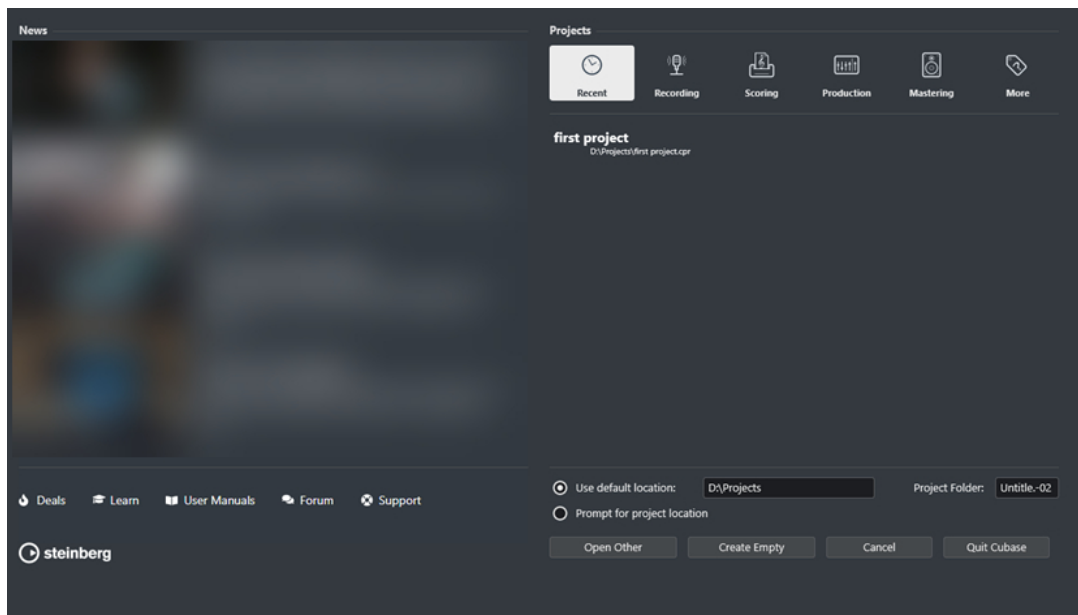 News
Projects
Recent
Recording
Scoring
Production
Mastering
More
first project
D:\Projects\first project.cpr
Deals
Learn
User Manuals
Forum
Support
Use default location:
D:\Projects
Project Folder:
Untitle.-02
Prompt for project location
Open Other
Create Empty
Cancel
Quit Cubase
steinberg